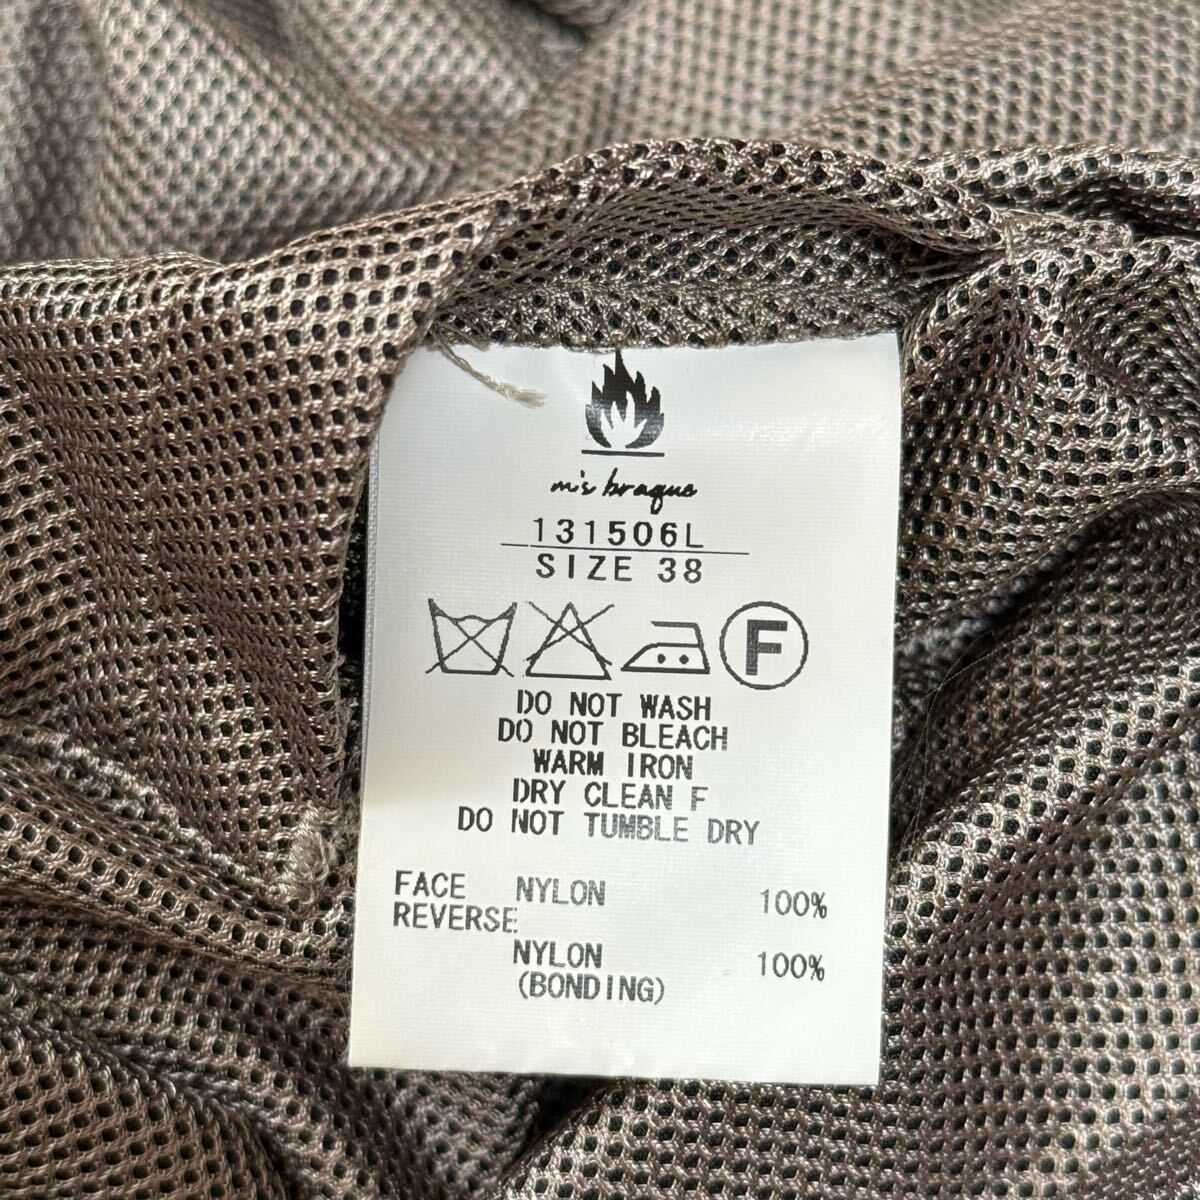 m's braque
131506L
SIZE 38
F
DO NOT WASH
DO NOT BLEACH
WARM IRON
DRY CLEAN F
DO NOT TUMBLE DRY
FACE NYLON 100%
REVERSE:
NYLON 100%
(BONDING)